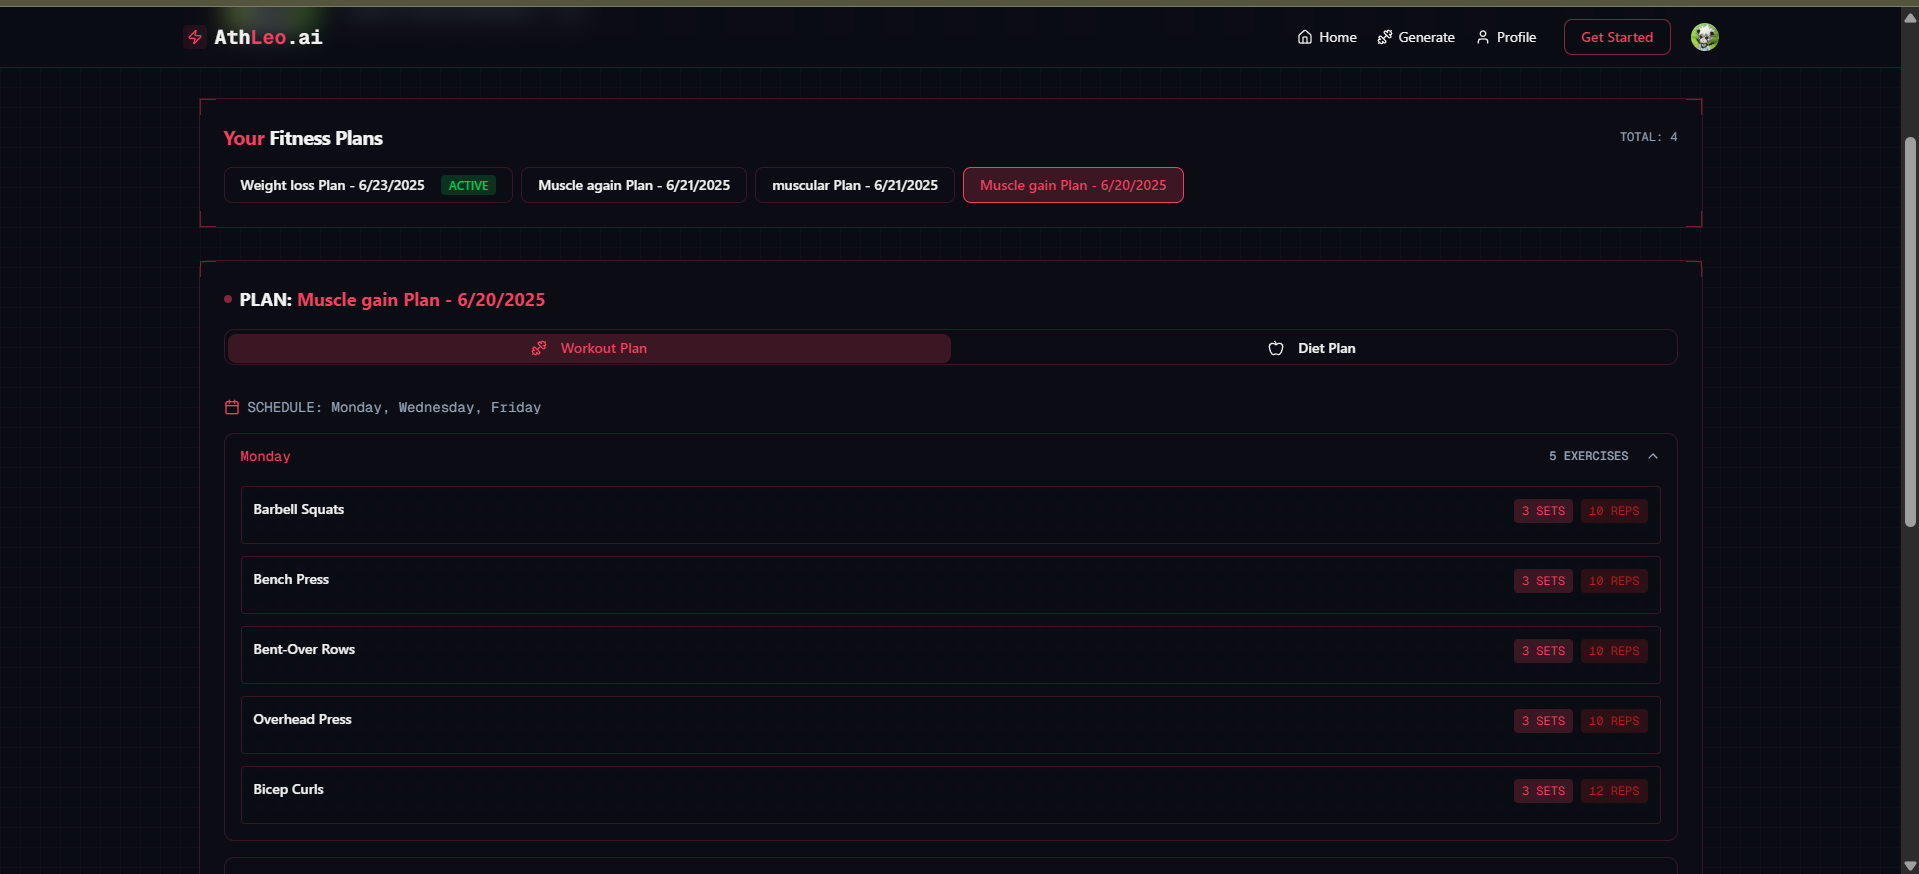 AthLeo.ai
Home Generate Profile Get Started
Your Fitness Plans
TOTAL: 4
Weight loss Plan - 6/23/2025 ACTIVE Muscle again Plan - 6/21/2025 muscular Plan - 6/21/2025 Muscle gain Plan - 6/20/2025
PLAN: Muscle gain Plan - 6/20/2025
Workout Plan Diet Plan
SCHEDULE: Monday, Wednesday, Friday
Monday 5 EXERCISES
Barbell Squats 3 SETS 10 REPS
Bench Press 3 SETS 10 REPS
Bent-Over Rows 3 SETS 10 REPS
Overhead Press 3 SETS 10 REPS
Bicep Curls 3 SETS 12 REPS